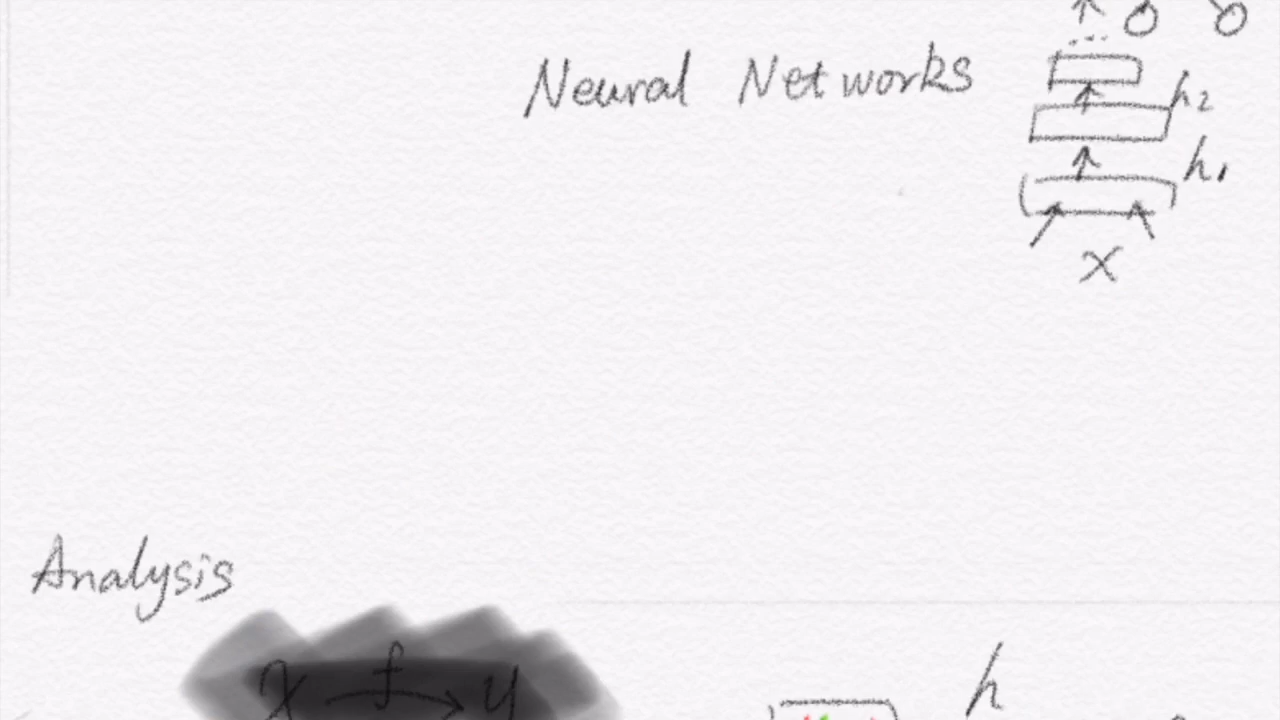 Neural Networks
h2
h1
x
Analysis
x f y
h